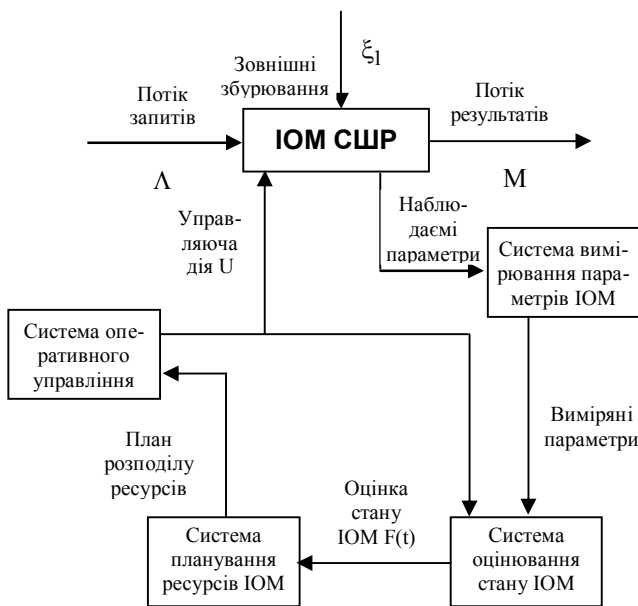 Зовнішні
збурювання
ξ1
Потік
запитів
Λ
ІОМ СШР
Потік
результатів
М
Управ-
ляюча
дія U
Наблю-
даємі
параметри
Система вимі-
рювання пара-
метрів ІОМ
Система опе-
ративного
управління
План
розподілу
ресурсів
Виміряні
параметри
Оцінка
стану
ІОМ F(t)
Система
планування
ресурсів ІОМ
Система
оцінювання
стану ІОМ